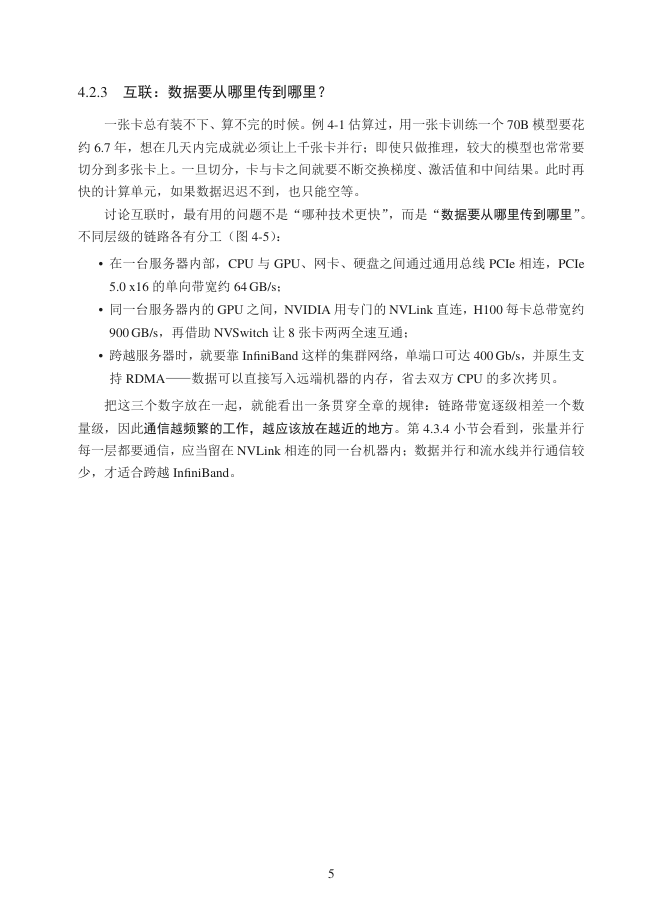 4.2.3 互联：数据要从哪里传到哪里？
一张卡总有装不下、算不完的时候。例 4-1 估算过，用一张卡训练一个 70B 模型要花
约 6.7 年，想在几天内完成就必须让上千张卡并行；即使只做推理，较大的模型也常常要
切分到多张卡上。一旦切分，卡与卡之间就要不断交换梯度、激活值和中间结果。此时再
快的计算单元，如果数据迟迟不到，也只能空等。
讨论互联时，最有用的问题不是“哪种技术更快”，而是“数据要从哪里传到哪里”。
不同层级的链路各有分工（图 4-5）：
• 在一台服务器内部，CPU 与 GPU、网卡、硬盘之间通过通用总线 PCIe 相连，PCIe
5.0 x16 的单向带宽约 64 GB/s；
• 同一台服务器内的 GPU 之间，NVIDIA 用专门的 NVLink 直连，H100 每卡总带宽约
900 GB/s，再借助 NVSwitch 让 8 张卡两两全速互通；
• 跨越服务器时，就要靠 InfiniBand 这样的集群网络，单端口可达 400 Gb/s，并原生支
持 RDMA——数据可以直接写入远端机器的内存，省去双方 CPU 的多次拷贝。
把这三个数字放在一起，就能看出一条贯穿全章的规律：链路带宽逐级相差一个数
量级，因此通信越频繁的工作，越应该放在越近的地方。第 4.3.4 小节会看到，张量并行
每一层都要通信，应当留在 NVLink 相连的同一台机器内；数据并行和流水线并行通信较
少，才适合跨越 InfiniBand。
5